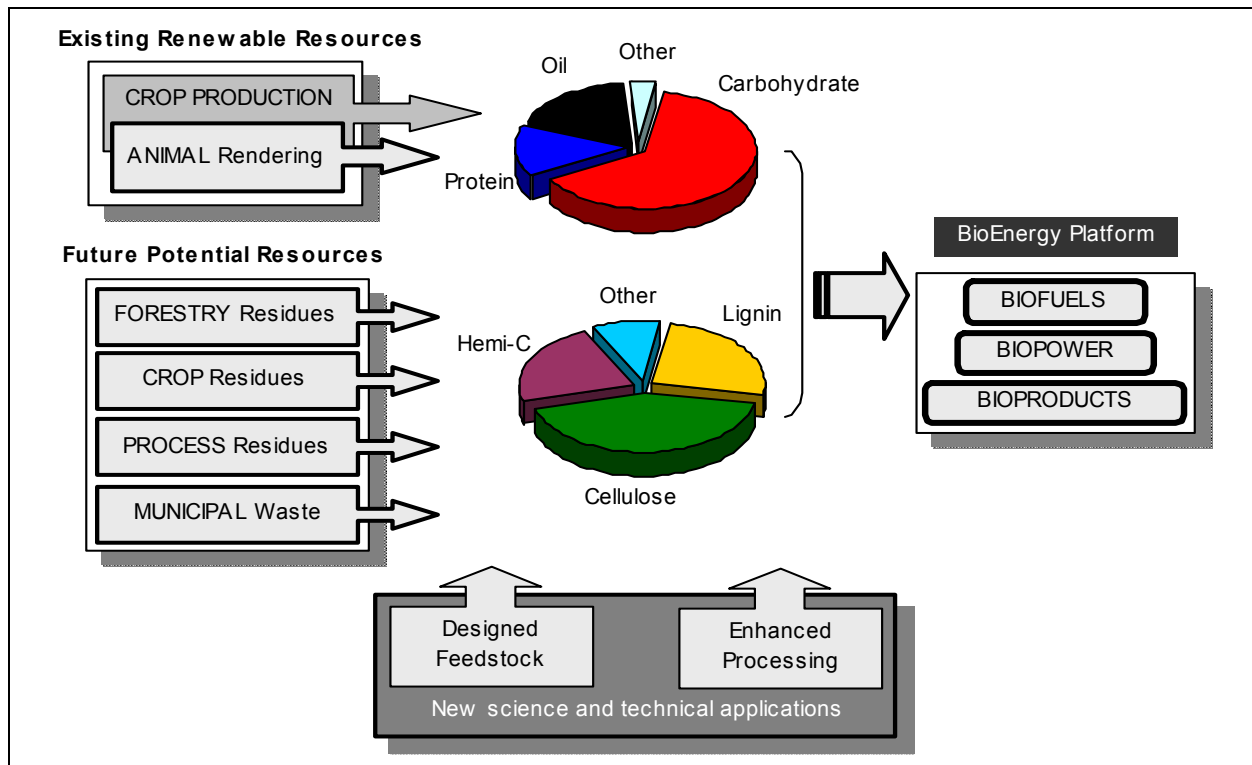 Existing Renewable Resources
CROP PRODUCTION
ANIMAL Rendering
Oil
Other
Carbohydrate
Protein
Future Potential Resources
FORESTRY Residues
CROP Residues
PROCESS Residues
MUNICIPAL Waste
Other
Lignin
Hemi-C
Cellulose
BioEnergy Platform
BIOFUELS
BIOPOWER
BIOPRODUCTS
Designed
Feedstock
Enhanced
Processing
New science and technical applications